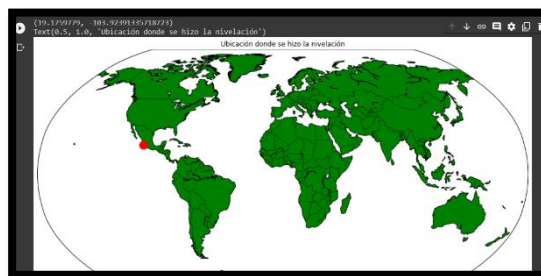 (19.1759779, -103.92391335718723)
Text(0.5, 1.0, 'Ubicación donde se hizo la nivelación')
Ubicación donde se hizo la nivelación